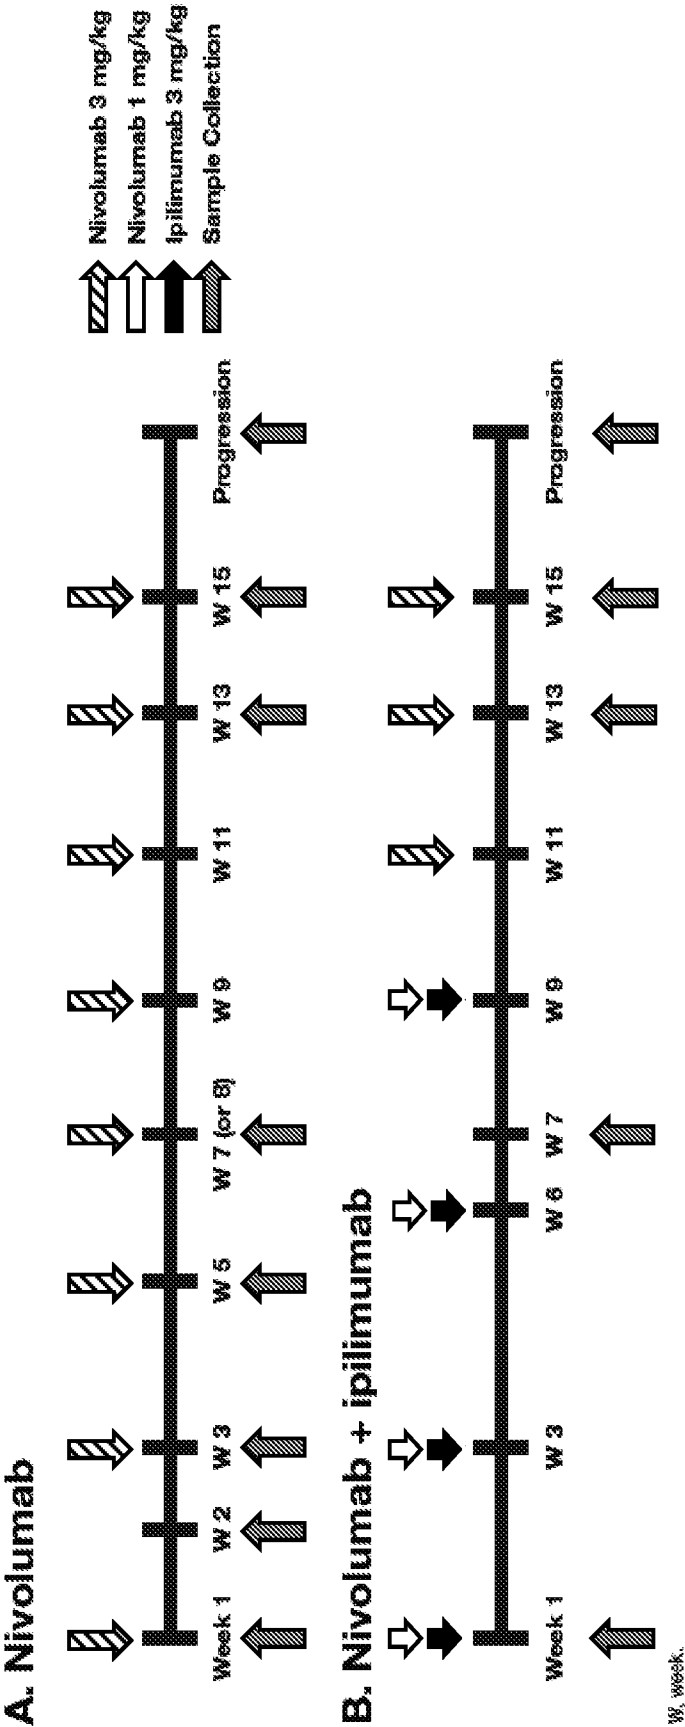 A. Nivolumab
Nivolumab 3 mg/kg
Nivolumab 1 mg/kg
Ipilimumab 3 mg/kg
Sample Collection
Week 1
W 2
W 3
W 5
W 7 (or 8)
W 9
W 11
W 13
W 15
Progression
B. Nivolumab + ipilimumab
Week 1
W 3
W 6
W 7
W 9
W 11
W 13
W 15
Progression
W, week.